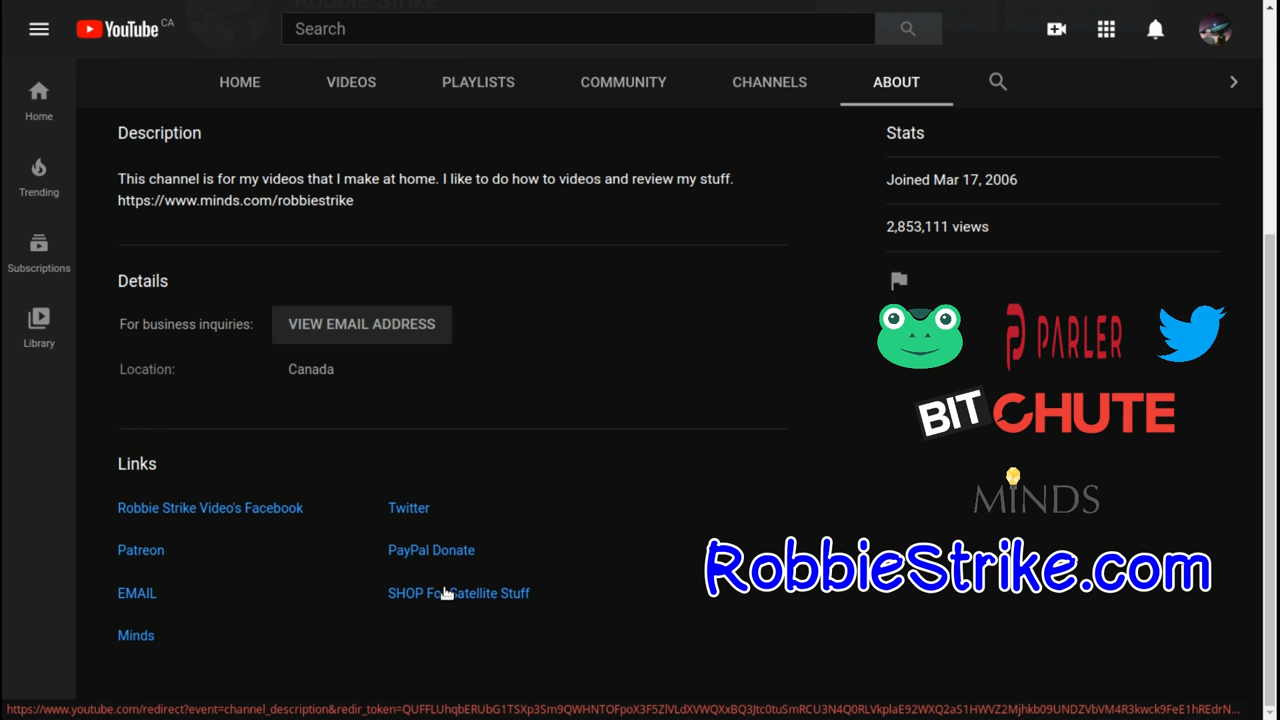 YouTube CA
Search
HOME VIDEOS PLAYLISTS COMMUNITY CHANNELS ABOUT
Home
Trending
Subscriptions
Library
Description
This channel is for my videos that I make at home. I like to do how to videos and review my stuff.
https://www.minds.com/robbiestrike
Details
For business inquiries: VIEW EMAIL ADDRESS
Location: Canada
Links
Robbie Strike Video's Facebook Twitter
Patreon PayPal Donate
EMAIL SHOP For Satellite Stuff
Minds
Stats
Joined Mar 17, 2006
2,853,111 views
PARLER
BITCHUTE
MINDS
RobbieStrike.com